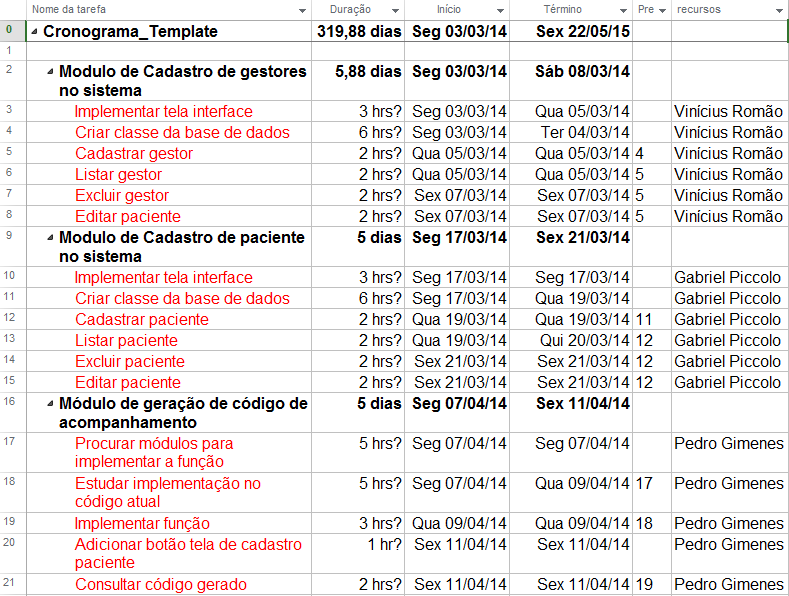 Nome da tarefa Duração Início Término Pre recursos
0 Cronograma_Template 319,88 dias Seg 03/03/14 Sex 22/05/15
1
2 Modulo de Cadastro de gestores 5,88 dias Seg 03/03/14 Sáb 08/03/14
no sistema
3 Implementar tela interface 3 hrs? Seg 03/03/14 Qua 05/03/14 Vinícius Romão
4 Criar classe da base de dados 6 hrs? Seg 03/03/14 Ter 04/03/14 Vinícius Romão
5 Cadastrar gestor 2 hrs? Qua 05/03/14 Qua 05/03/14 4 Vinícius Romão
6 Listar gestor 2 hrs? Qua 05/03/14 Qua 05/03/14 5 Vinícius Romão
7 Excluir gestor 2 hrs? Sex 07/03/14 Sex 07/03/14 5 Vinícius Romão
8 Editar paciente 2 hrs? Sex 07/03/14 Sex 07/03/14 5 Vinícius Romão
9 Modulo de Cadastro de paciente 5 dias Seg 17/03/14 Sex 21/03/14
no sistema
10 Implementar tela interface 3 hrs? Seg 17/03/14 Seg 17/03/14 Gabriel Piccolo
11 Criar classe da base de dados 6 hrs? Seg 17/03/14 Qua 19/03/14 Gabriel Piccolo
12 Cadastrar paciente 2 hrs? Qua 19/03/14 Qua 19/03/14 11 Gabriel Piccolo
13 Listar paciente 2 hrs? Qua 19/03/14 Qui 20/03/14 12 Gabriel Piccolo
14 Excluir paciente 2 hrs? Sex 21/03/14 Sex 21/03/14 12 Gabriel Piccolo
15 Editar paciente 2 hrs? Sex 21/03/14 Sex 21/03/14 12 Gabriel Piccolo
16 Módulo de geração de código de 5 dias Seg 07/04/14 Sex 11/04/14
acompanhamento
17 Procurar módulos para 5 hrs? Seg 07/04/14 Seg 07/04/14 Pedro Gimenes
implementar a função
18 Estudar implementação no 5 hrs? Seg 07/04/14 Qua 09/04/14 17 Pedro Gimenes
código atual
19 Implementar função 3 hrs? Qua 09/04/14 Qua 09/04/14 18 Pedro Gimenes
20 Adicionar botão tela de cadastro 1 hr? Sex 11/04/14 Sex 11/04/14 Pedro Gimenes
paciente
21 Consultar código gerado 2 hrs? Sex 11/04/14 Sex 11/04/14 19 Pedro Gimenes